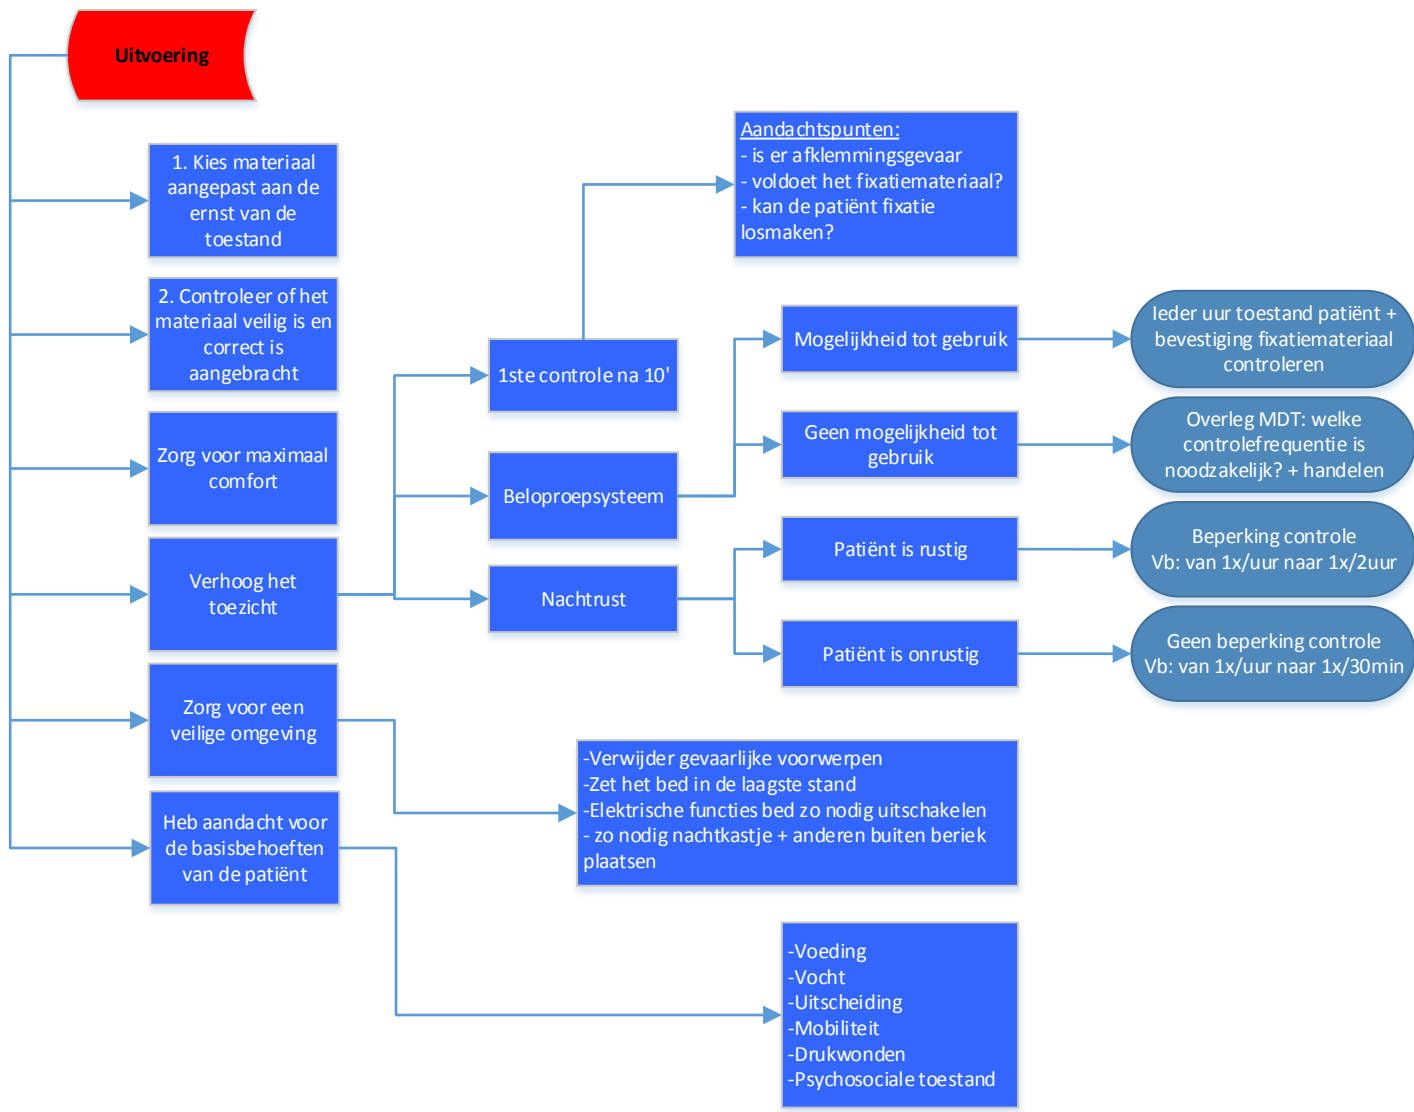 Uitvoering
1. Kies materiaal
aangepast aan de
ernst van de
toestand
2. Controleer of het
materiaal veilig is en
correct is
aangebracht
Zorg voor maximaal
comfort
Verhoog het
toezicht
Zorg voor een
veilige omgeving
Heb aandacht voor
de basisbehoeften
van de patiënt
1ste controle na 10'
Beloproepsysteem
Nachtrust
Aandachtspunten:
- is er afklemmingsgevaar
- voldoet het fixatiemateriaal?
- kan de patiënt fixatie
losmaken?
Mogelijkheid tot gebruik
Geen mogelijkheid tot
gebruik
Patiënt is rustig
Patiënt is onrustig
Ieder uur toestand patiënt +
bevestiging fixatiemateriaal
controleren
Overleg MDT: welke
controlefrequentie is
noodzakelijk? + handelen
Beperking controle
Vb: van 1x/uur naar 1x/2uur
Geen beperking controle
Vb: van 1x/uur naar 1x/30min
-Verwijder gevaarlijke voorwerpen
-Zet het bed in de laagste stand
-Elektrische functies bed zo nodig uitschakelen
- zo nodig nachtkastje + anderen buiten beriek
plaatsen
-Voeding
-Vocht
-Uitscheiding
-Mobiliteit
-Drukwonden
-Psychosociale toestand